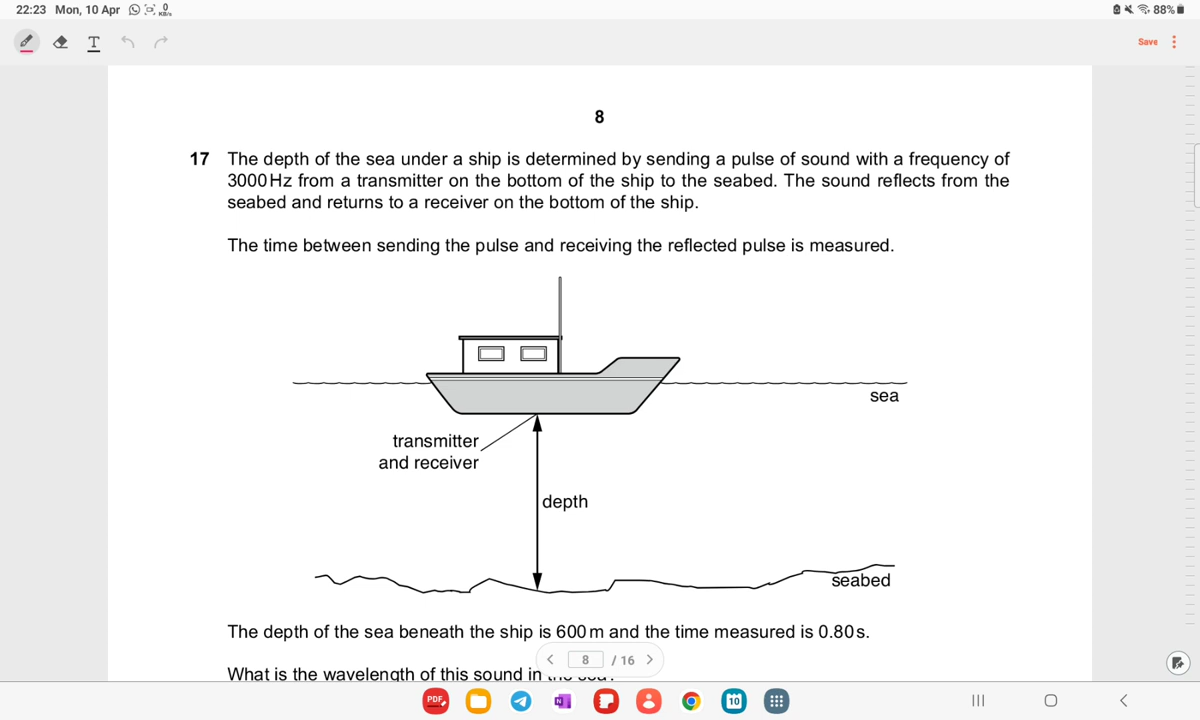 22:23 Mon, 10 Apr 0 KB/s 88%
T
Save
8
17 The depth of the sea under a ship is determined by sending a pulse of sound with a frequency of
3000 Hz from a transmitter on the bottom of the ship to the seabed. The sound reflects from the
seabed and returns to a receiver on the bottom of the ship.
The time between sending the pulse and receiving the reflected pulse is measured.
sea
transmitter
and receiver
depth
seabed
The depth of the sea beneath the ship is 600 m and the time measured is 0.80 s.
8 / 16
What is the wavelength of this sound in
PDF N 10